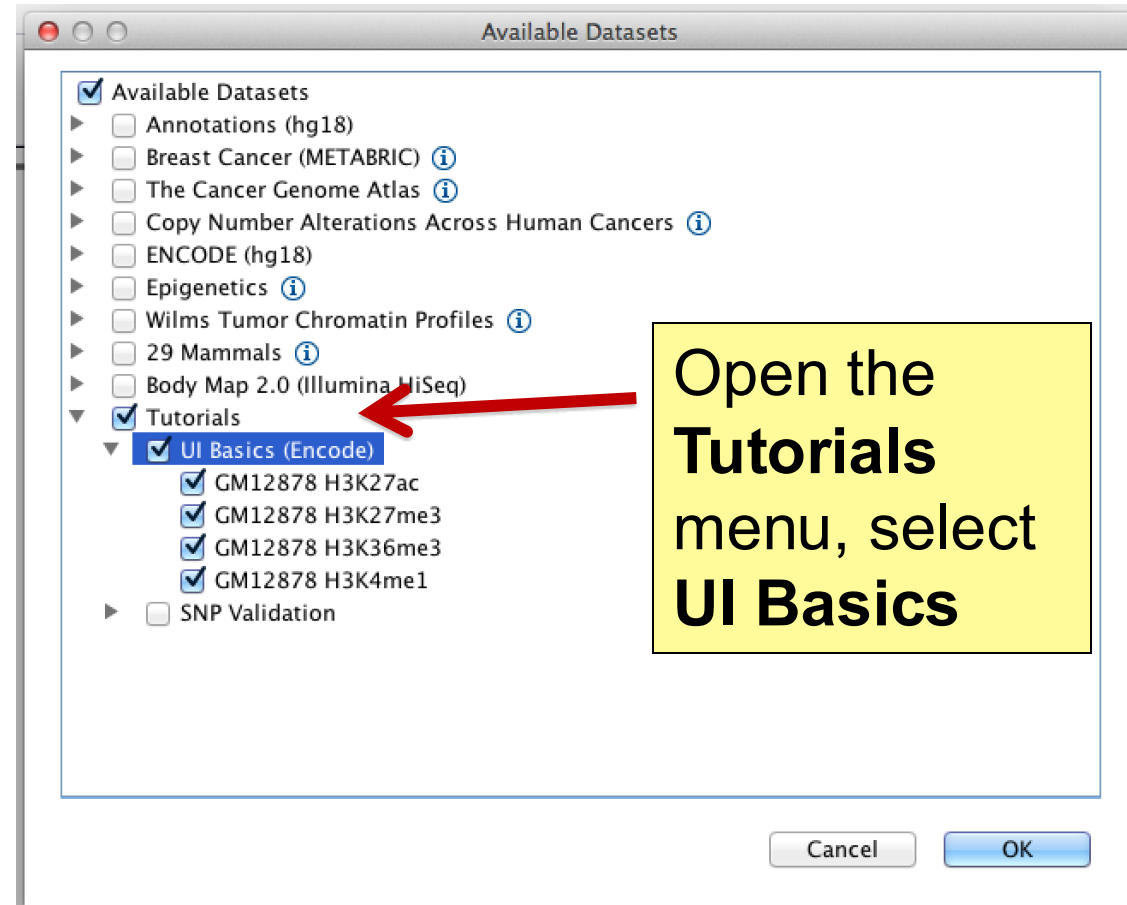 Available Datasets
Available Datasets
Annotations (hg18)
Breast Cancer (METABRIC) i
The Cancer Genome Atlas i
Copy Number Alterations Across Human Cancers i
ENCODE (hg18)
Epigenetics i
Wilms Tumor Chromatin Profiles i
29 Mammals i
Body Map 2.0 (Illumina HiSeq)
Tutorials
UI Basics (Encode)
GM12878 H3K27ac
GM12878 H3K27me3
GM12878 H3K36me3
GM12878 H3K4me1
SNP Validation
Open the
Tutorials
menu, select
UI Basics
Cancel
OK